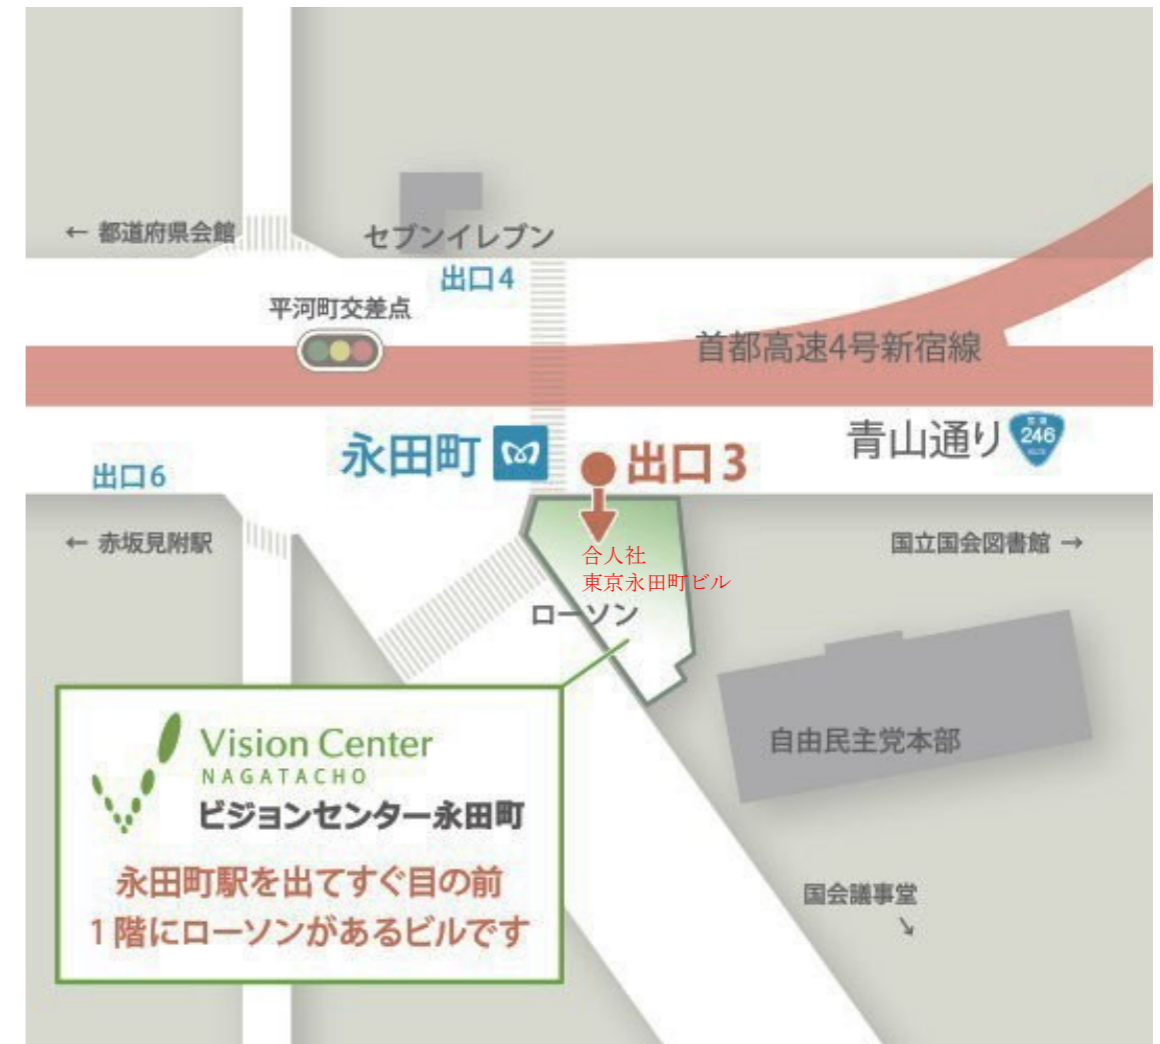 ← 都道府県会館
セブンイレブン
出口4
平河町交差点
首都高速4号新宿線
永田町
出口3
青山通り
246
出口6
← 赤坂見附駅
国立国会図書館 →
合人社
東京永田町ビル
ローソン
Vision Center
NAGATACHO
ビジョンセンター永田町
永田町駅を出てすぐ目の前
1階にローソンがあるビルです
自由民主党本部
国会議事堂
↘